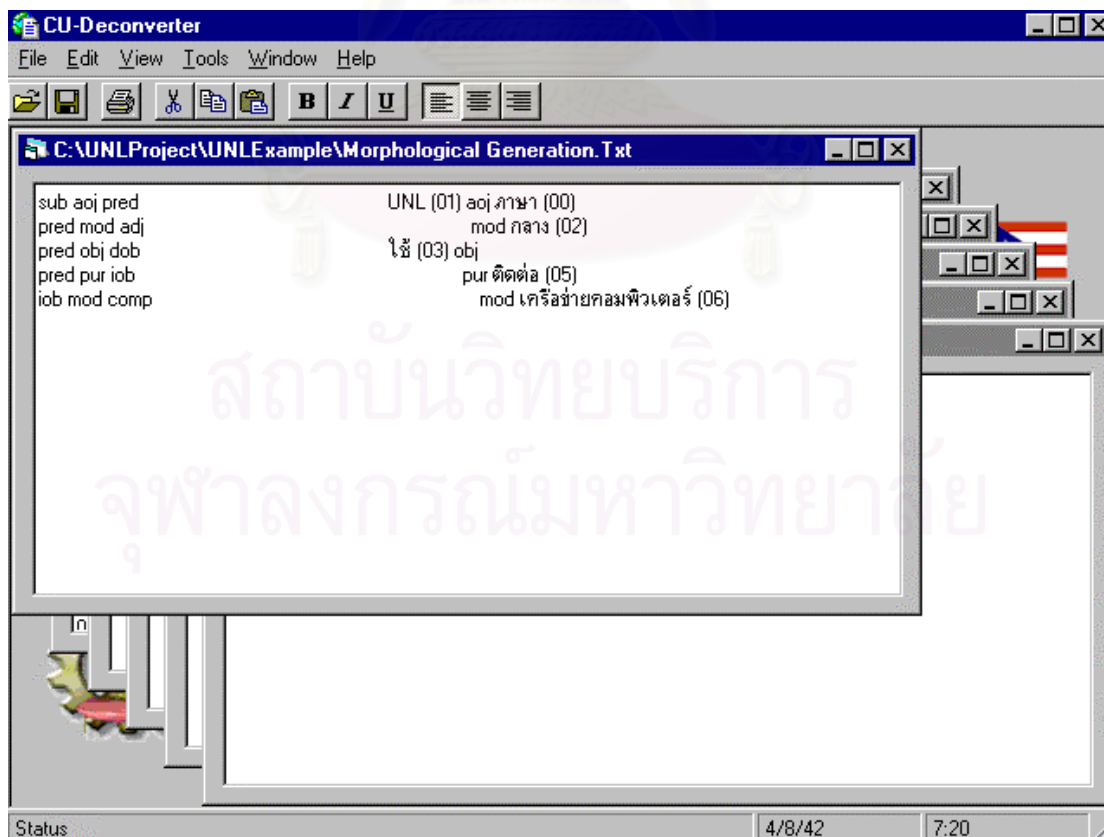 CU-Deconverter
File Edit View Tools Window Help
B I U
C:\UNLProject\UNLExample\Morphological Generation.Txt
sub aoj pred UNL (01) aoj ภาษา (00)
pred mod adj mod กลาง (02)
pred obj dob ใช้ (03) obj
pred pur iob pur ติดต่อ (05)
iob mod comp mod เครือข่ายคอมพิวเตอร์ (06)
สถาบันวิทยบริการ
จุฬาลงกรณ์มหาวิทยาลัย
Status 4/8/42 7:20